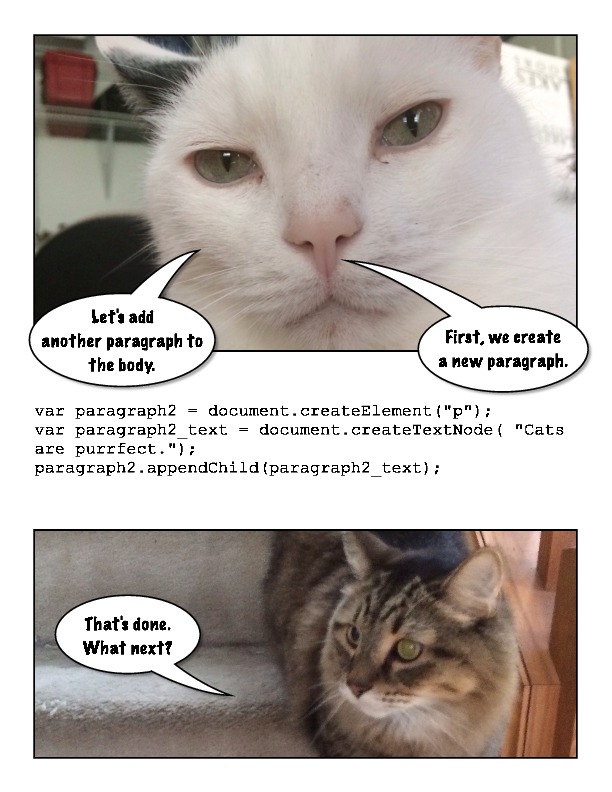 Let's add
another paragraph to
the body.
First, we create
a new paragraph.
var paragraph2 = document.createElement("p");
var paragraph2_text = document.createTextNode( "Cats
are purrfect.");
paragraph2.appendChild(paragraph2_text);
That's done.
What next?